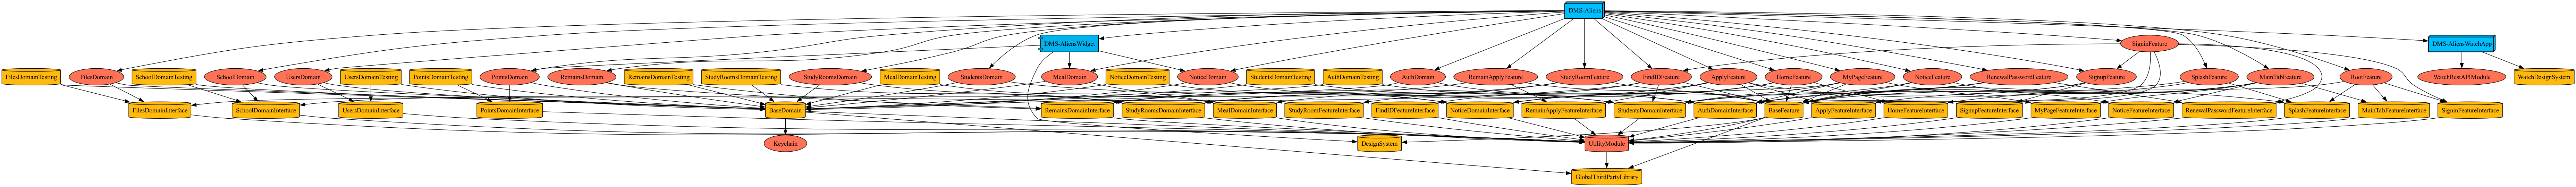 DMS-Aliens
DMS-AliensWidget
SigninFeature
DMS-AliensWatchApp
FilesDomainTesting
FilesDomain
SchoolDomainTesting
SchoolDomain
UsersDomain
UsersDomainTesting
PointsDomainTesting
PointsDomain
RemainsDomain
RemainsDomainTesting
StudyRoomsDomainTesting
StudyRoomsDomain
MealDomainTesting
StudentsDomain
MealDomain
NoticeDomainTesting
NoticeDomain
StudentsDomainTesting
AuthDomainTesting
AuthDomain
RemainApplyFeature
StudyRoomFeature
FindIDFeature
ApplyFeature
HomeFeature
MyPageFeature
NoticeFeature
RenewalPasswordFeature
SignupFeature
SplashFeature
MainTabFeature
RootFeature
WatchRestAPIModule
WatchDesignSystem
FilesDomainInterface
SchoolDomainInterface
UsersDomainInterface
PointsDomainInterface
BaseDomain
RemainsDomainInterface
StudyRoomsDomainInterface
MealDomainInterface
StudyRoomFeatureInterface
FindIDFeatureInterface
NoticeDomainInterface
RemainApplyFeatureInterface
StudentsDomainInterface
AuthDomainInterface
BaseFeature
ApplyFeatureInterface
HomeFeatureInterface
SignupFeatureInterface
MyPageFeatureInterface
NoticeFeatureInterface
RenewalPasswordFeatureInterface
SplashFeatureInterface
MainTabFeatureInterface
SigninFeatureInterface
Keychain
DesignSystem
UtilityModule
GlobalThirdPartyLibrary